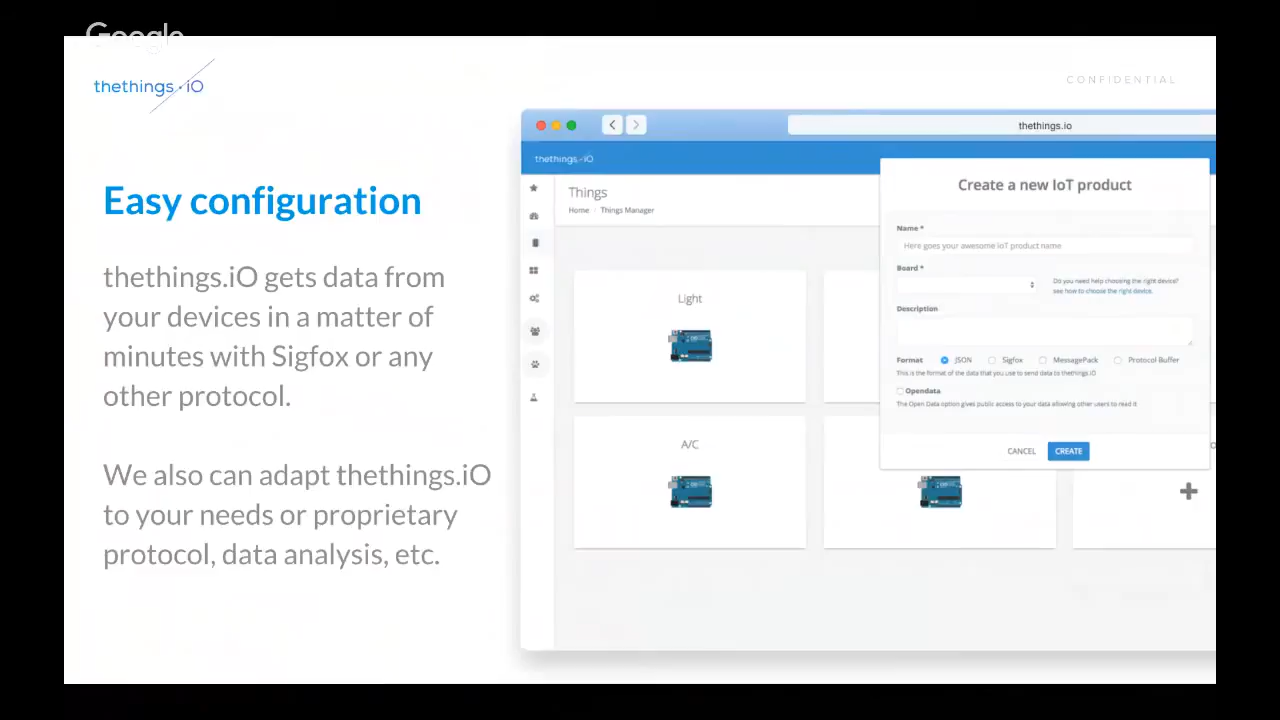 Google
thethings.iO
CONFIDENTIAL
Easy configuration
thethings.iO gets data from
your devices in a matter of
minutes with Sigfox or any
other protocol.
We also can adapt thethings.iO
to your needs or proprietary
protocol, data analysis, etc.
thethings.io
thethings.iO
Things
Home Things Manager
Light
A/C
Create a new IoT product
Name *
Here goes your awesome IoT product name
Board *
Do you need help choosing the right device?
see how to choose the right device.
Description
Format JSON Sigfox MessagePack Protocol Buffer
This is the format of the data that you use to send data to thethings.iO
Opendata
The Open Data option gives public access to your data allowing other users to read it
CANCEL CREATE